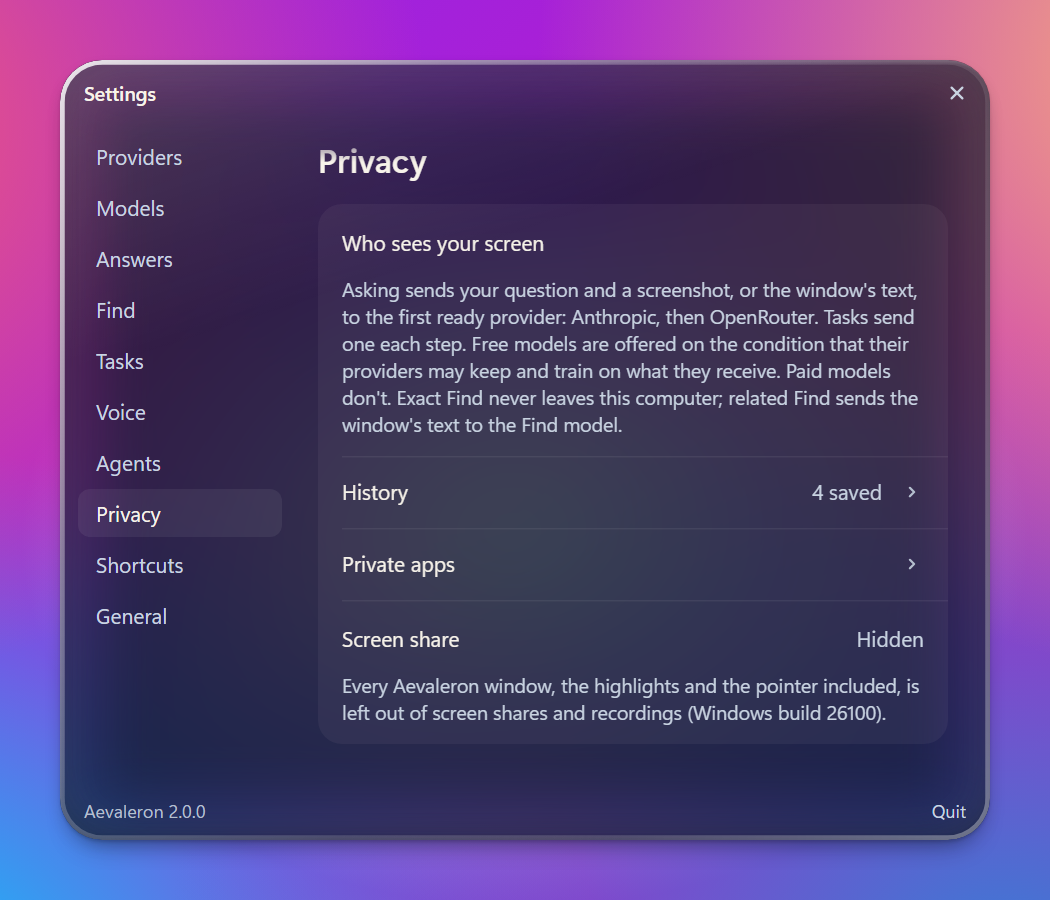 Settings
Providers
Models
Answers
Find
Tasks
Voice
Agents
Privacy
Shortcuts
General
Privacy
Who sees your screen
Asking sends your question and a screenshot, or the window's text,
to the first ready provider: Anthropic, then OpenRouter. Tasks send
one each step. Free models are offered on the condition that their
providers may keep and train on what they receive. Paid models
don't. Exact Find never leaves this computer; related Find sends the
window's text to the Find model.
History 4 saved
Private apps
Screen share Hidden
Every Aevaleron window, the highlights and the pointer included, is
left out of screen shares and recordings (Windows build 26100).
Aevaleron 2.0.0 Quit